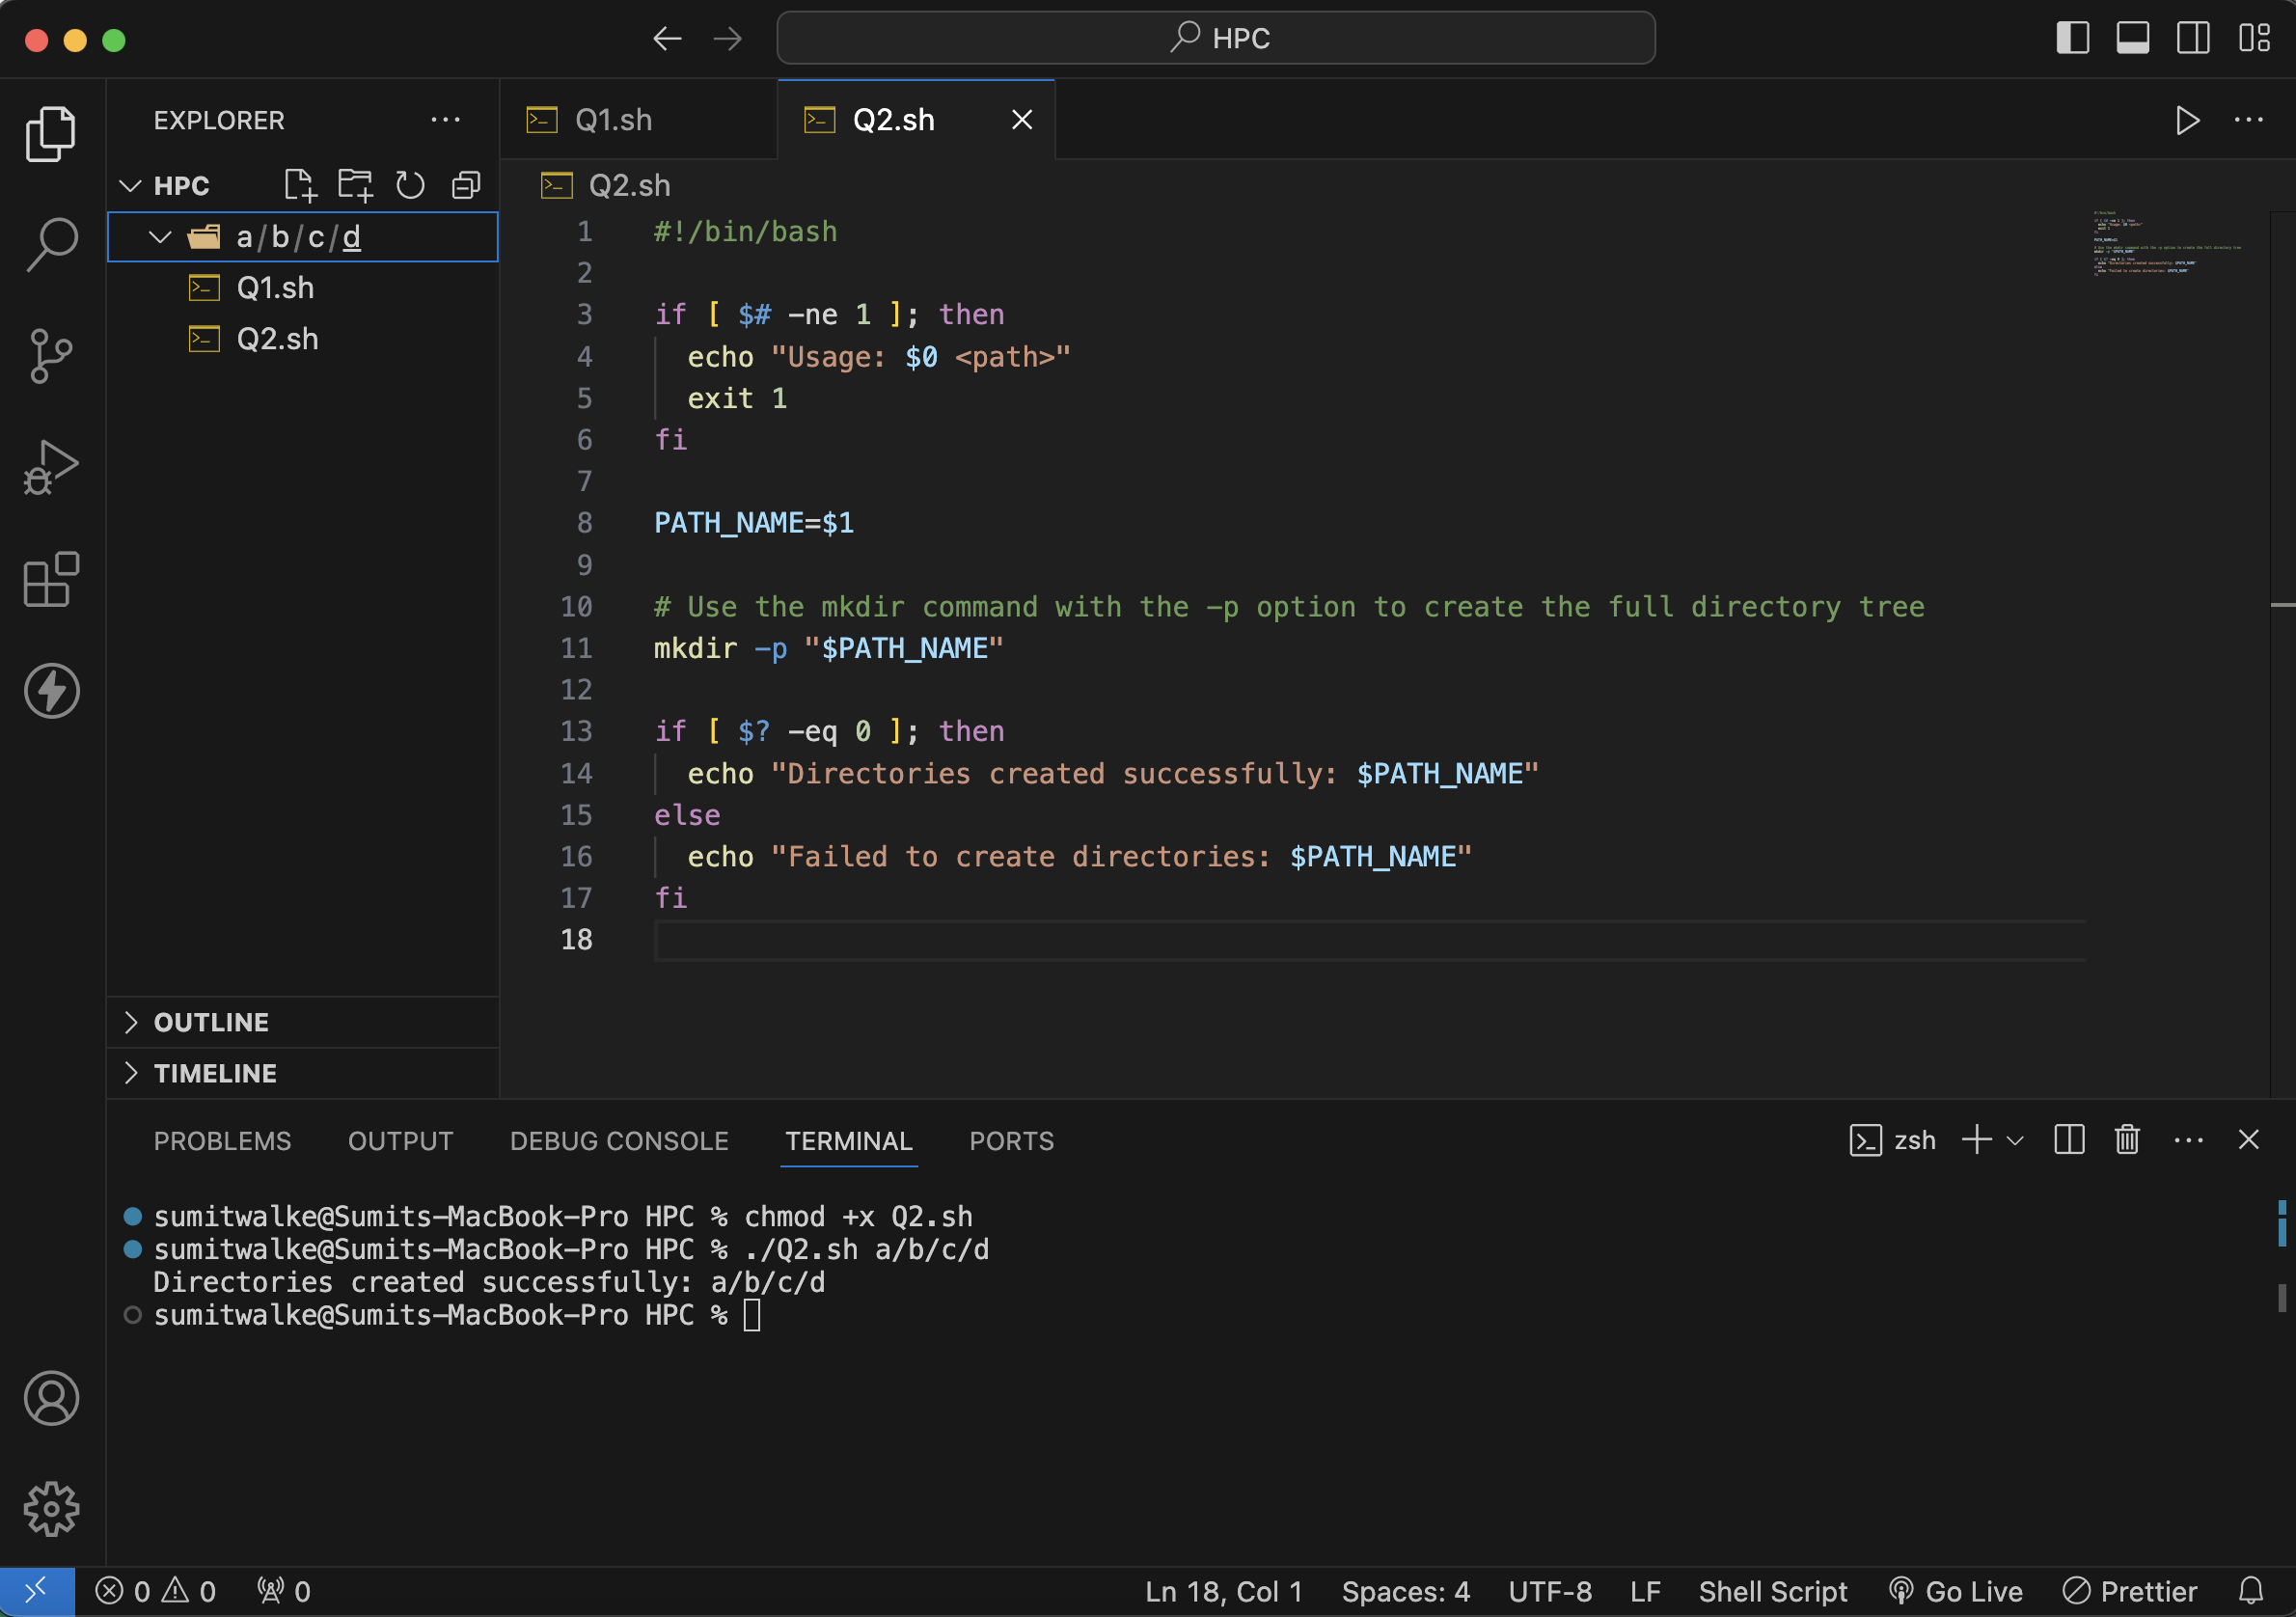 HPC
EXPLORER
HPC
a/b/c/d
Q1.sh
Q2.sh
OUTLINE
TIMELINE
Q1.sh
Q2.sh
Q2.sh
1 #!/bin/bash
2
3 if [ $# -ne 1 ]; then
4 echo "Usage: $0 <path>"
5 exit 1
6 fi
7
8 PATH_NAME=$1
9
10 # Use the mkdir command with the -p option to create the full directory tree
11 mkdir -p "$PATH_NAME"
12
13 if [ $? -eq 0 ]; then
14 echo "Directories created successfully: $PATH_NAME"
15 else
16 echo "Failed to create directories: $PATH_NAME"
17 fi
18
PROBLEMS OUTPUT DEBUG CONSOLE TERMINAL PORTS
zsh
sumitwalke@Sumits-MacBook-Pro HPC % chmod +x Q2.sh
sumitwalke@Sumits-MacBook-Pro HPC % ./Q2.sh a/b/c/d
Directories created successfully: a/b/c/d
sumitwalke@Sumits-MacBook-Pro HPC %
0 0 0 Ln 18, Col 1 Spaces: 4 UTF-8 LF Shell Script Go Live Prettier